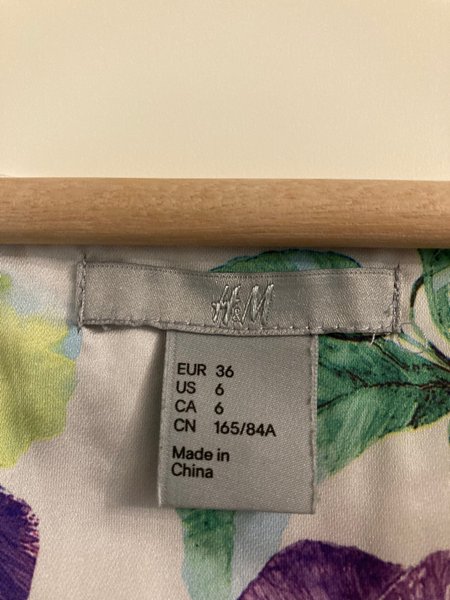 H&M
EUR 36
US 6
CA 6
CN 165/84A
Made in
China